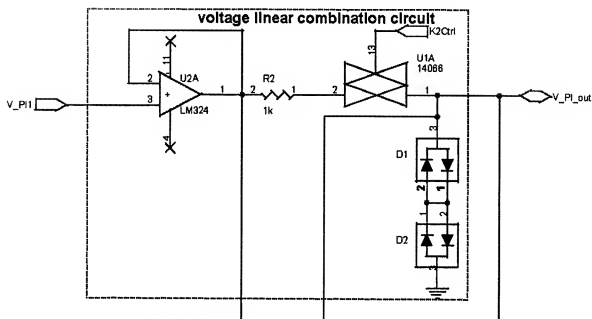 voltage linear combination circuit
K2Ctrl
13
U1A
14066
11
U2A
R2
2
1
2
1
2
1
V_PI1
3
+
LM324
1k
V_PI_out
4
3
D1
2
1
1
2
D2
3